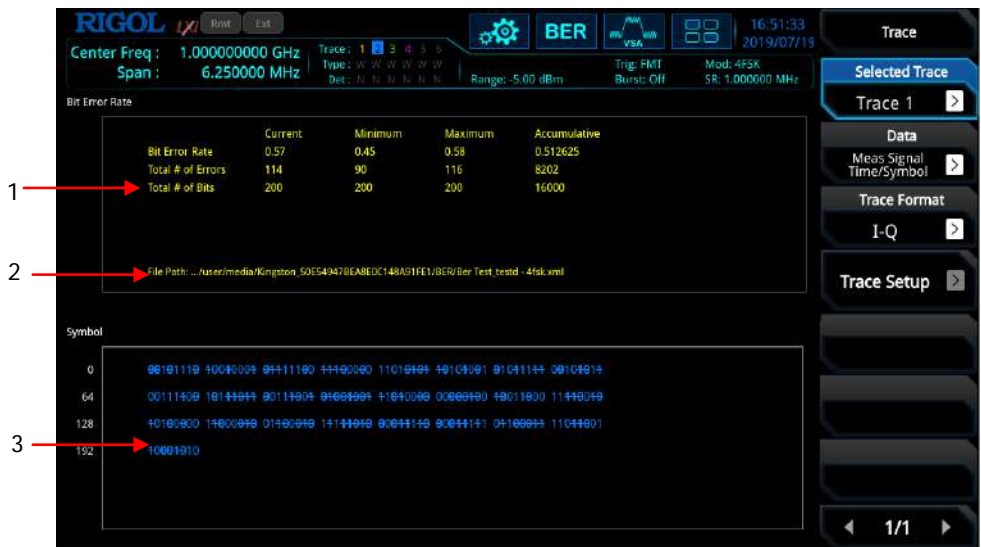 RIGOL LXI Rmt Ext BER VSA 16:51:33 2019/07/19
Center Freq : 1.000000000 GHz
Span : 6.250000 MHz
Trace: 1 2 3 4 5 6
Type: W W W W W W
Det: N N N N N N
Range: -5.00 dBm
Trig: FMT
Burst: Off
Mod: 4FSK
SR: 1.000000 MHz
Bit Error Rate
Current Minimum Maximum Accumulative
Bit Error Rate 0.57 0.45 0.58 0.512625
Total # of Errors 114 90 116 8202
1
Total # of Bits 200 200 200 16000
2
File Path: .../user/media/Kingston_50E549478EA8E0C148A91FE1/BER/Ber Test_testd - 4fsk.xml
Symbol
0
64
128
3
192 10001010
Trace
Selected Trace
Trace 1
Data
Meas Signal
Time/Symbol
Trace Format
I-Q
Trace Setup
1/1